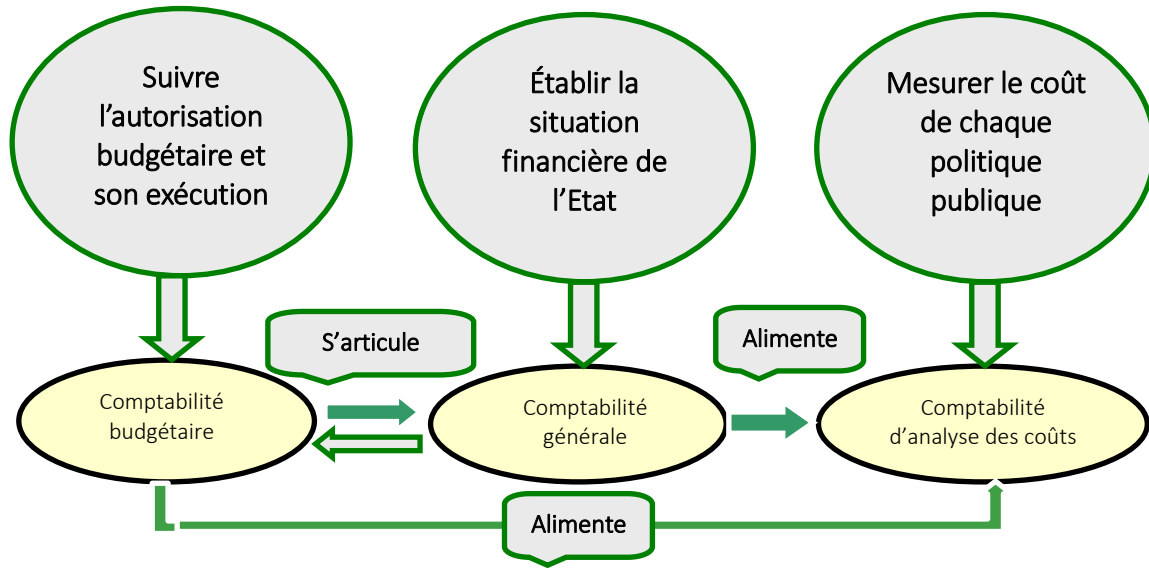 Suivre
l’autorisation
budgétaire et
son exécution
Établir la
situation
financière de
l’Etat
Mesurer le coût
de chaque
politique
publique
S’articule
Alimente
Comptabilité
budgétaire
Comptabilité
générale
Comptabilité
d’analyse des coûts
Alimente